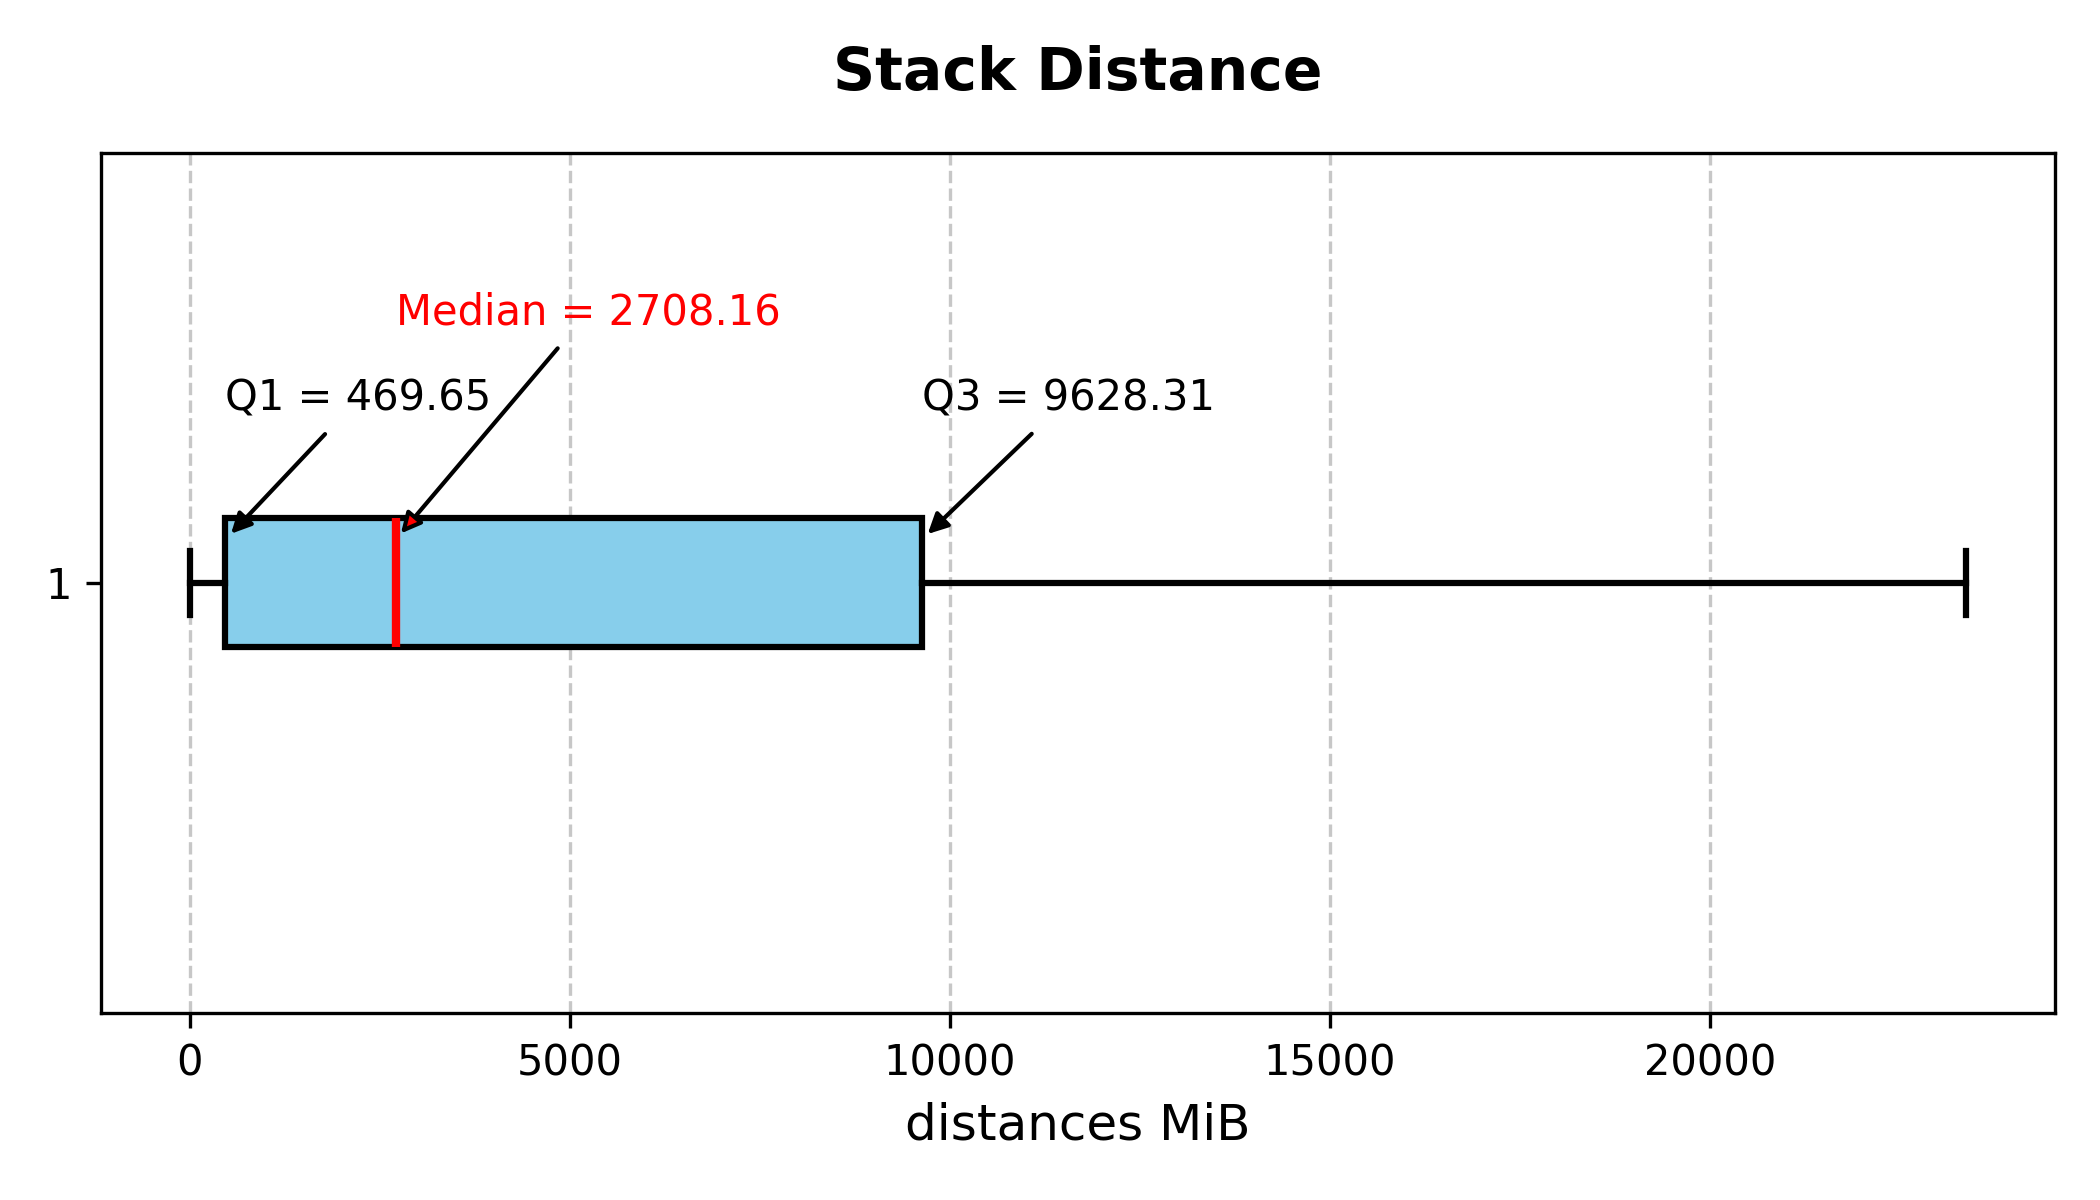 Stack Distance
Median = 2708.16
Q1 = 469.65
Q3 = 9628.31
1
0
5000
10000
15000
20000
distances MiB